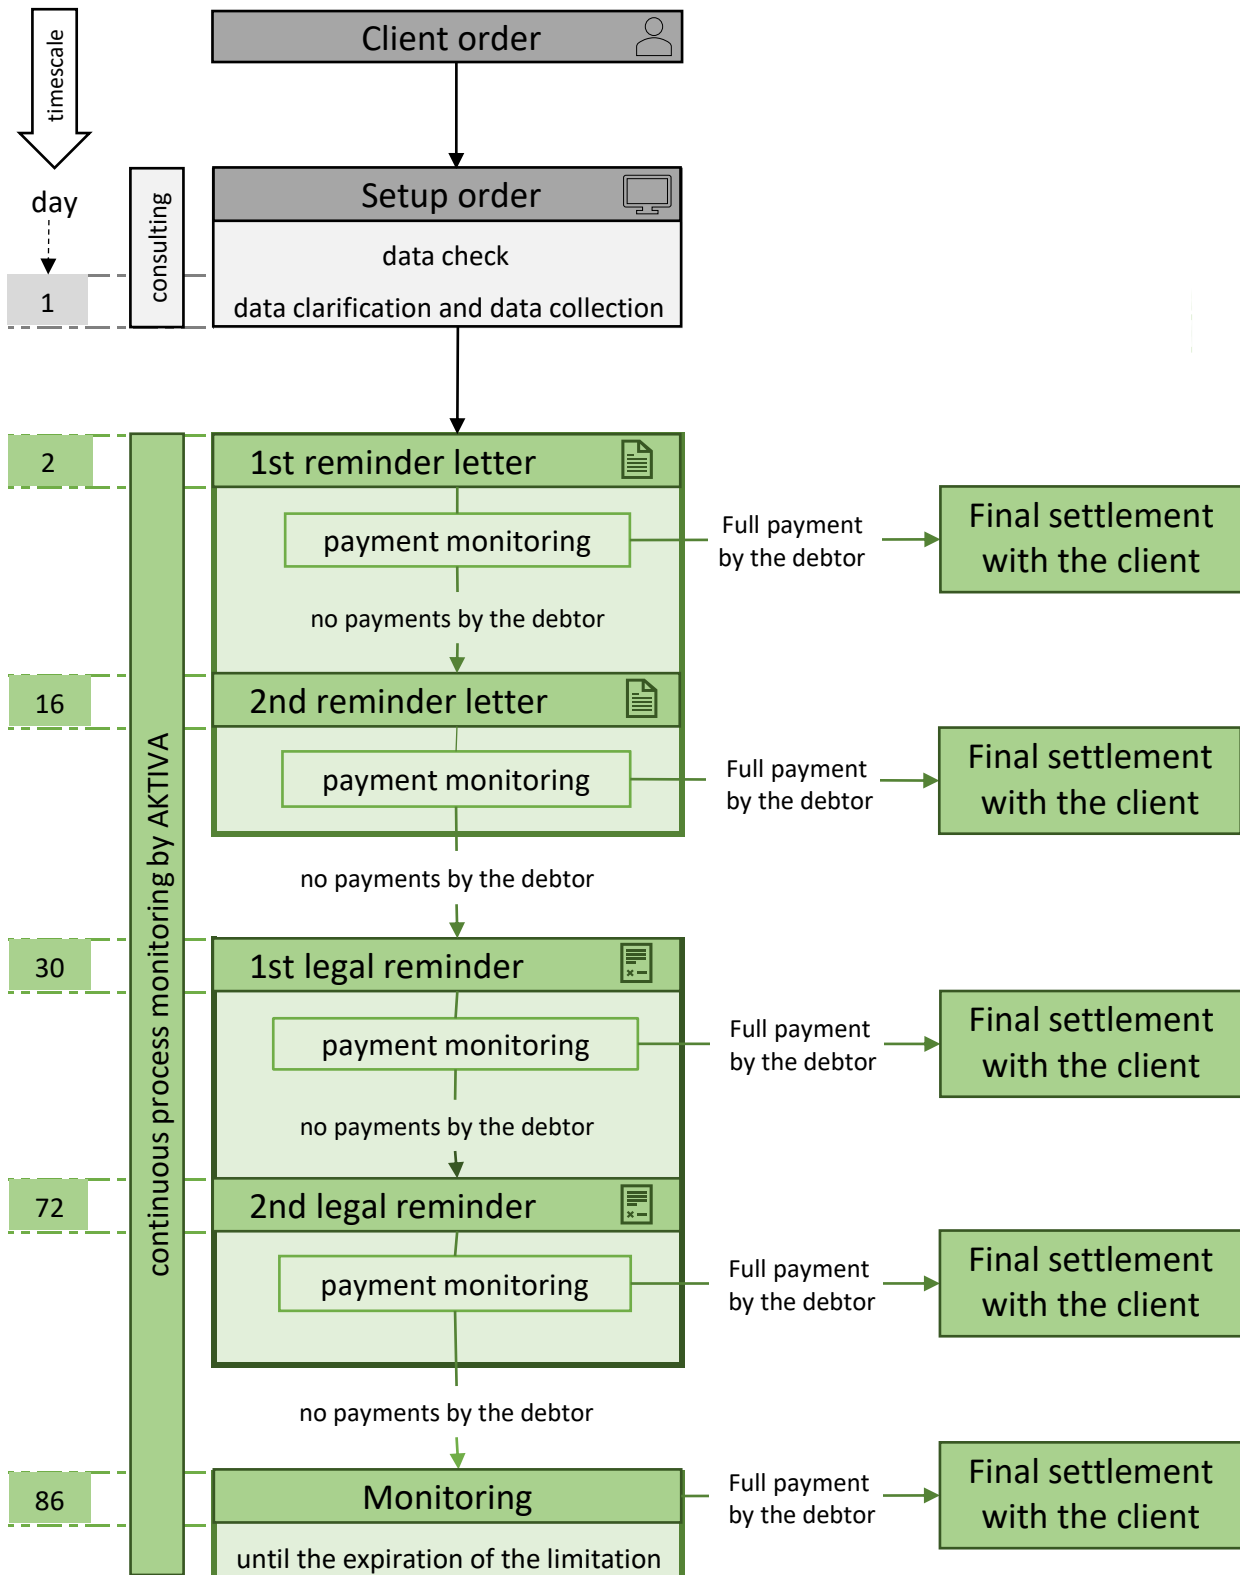 timescale
Client order
day
consulting
Setup order
data check
1
data clarification and data collection
continuous process monitoring by AKTIVA
2
1st reminder letter
payment monitoring
Full payment
by the debtor
Final settlement
with the client
no payments by the debtor
16
2nd reminder letter
payment monitoring
Full payment
by the debtor
Final settlement
with the client
no payments by the debtor
30
1st legal reminder
payment monitoring
Full payment
by the debtor
Final settlement
with the client
no payments by the debtor
72
2nd legal reminder
payment monitoring
Full payment
by the debtor
Final settlement
with the client
no payments by the debtor
86
Monitoring
Full payment
by the debtor
Final settlement
with the client
until the expiration of the limitation